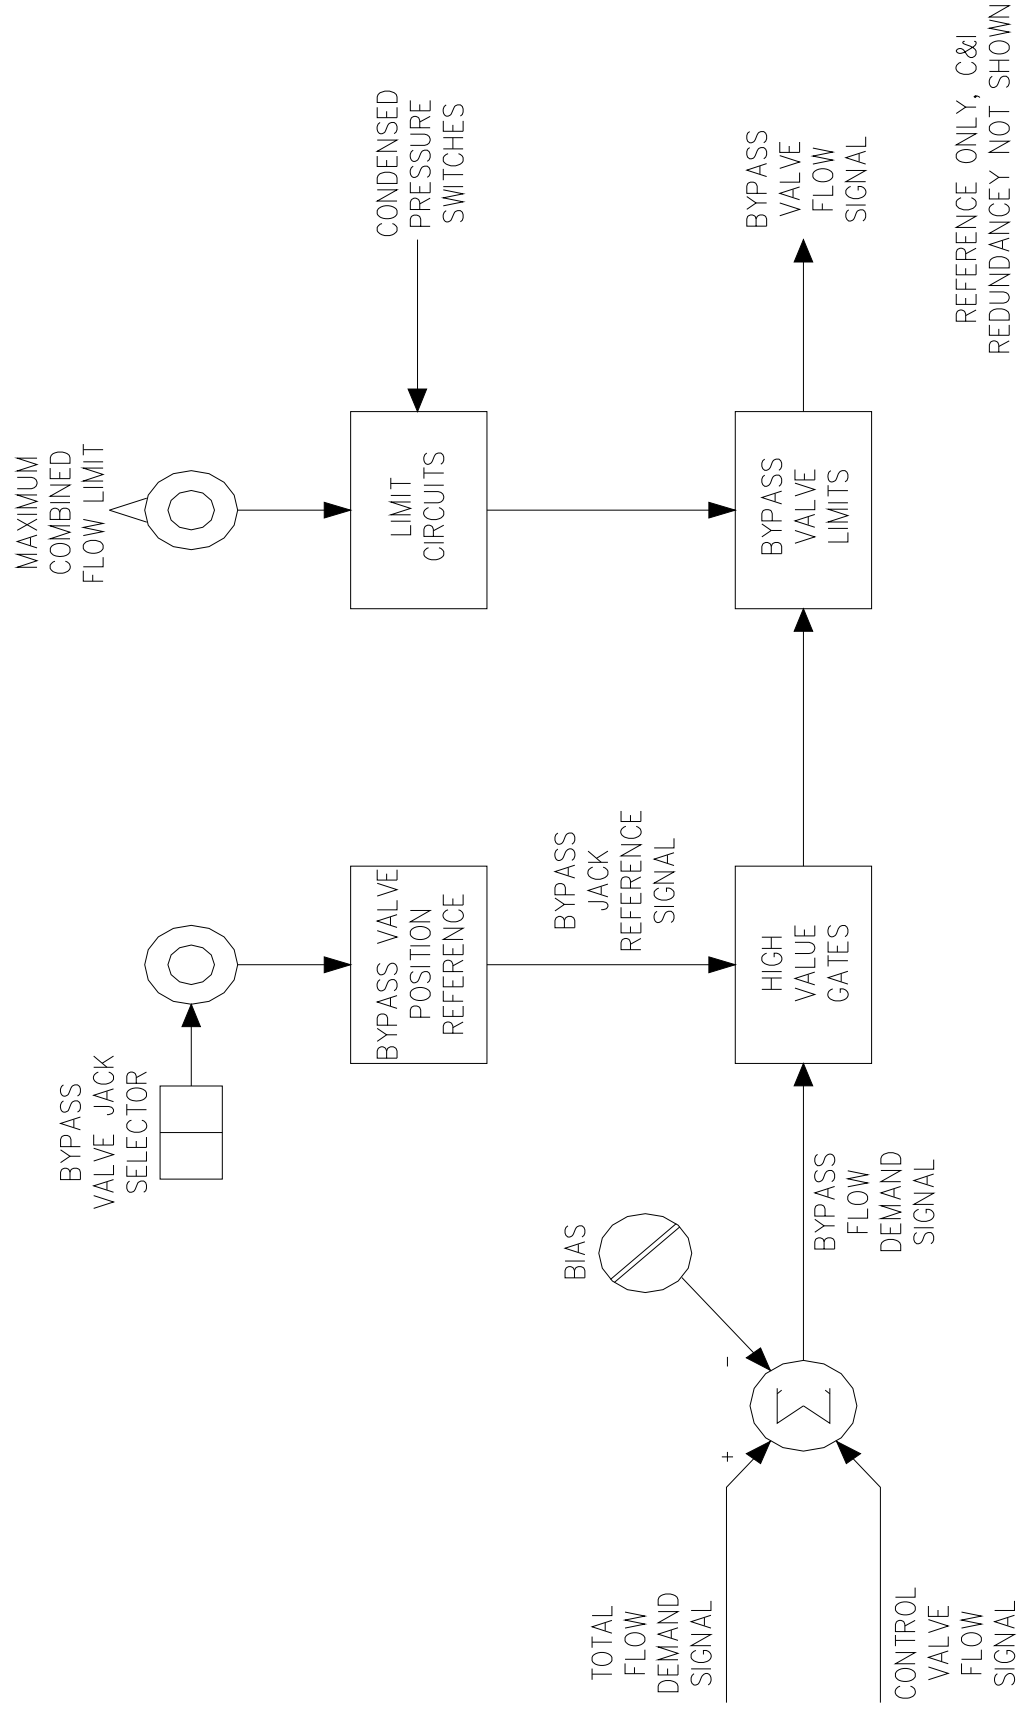 MAXIMUM
COMBINED
FLOW LIMIT
BYPASS
VALVE JACK
SELECTOR
CONDENSED
PRESSURE
SWITCHES
BYPASS VALVE
POSITION
REFERENCE
LIMIT
CIRCUITS
BIAS
BYPASS
JACK
REFERENCE
SIGNAL
TOTAL
FLOW
DEMAND
SIGNAL
+
-
Σ
HIGH
VALUE
GATES
BYPASS
VALVE
LIMITS
BYPASS
VALVE
FLOW
SIGNAL
BYPASS
FLOW
DEMAND
SIGNAL
CONTROL
VALVE
FLOW
SIGNAL
REFERENCE ONLY, C&I
REDUNDANCEY NOT SHOWN